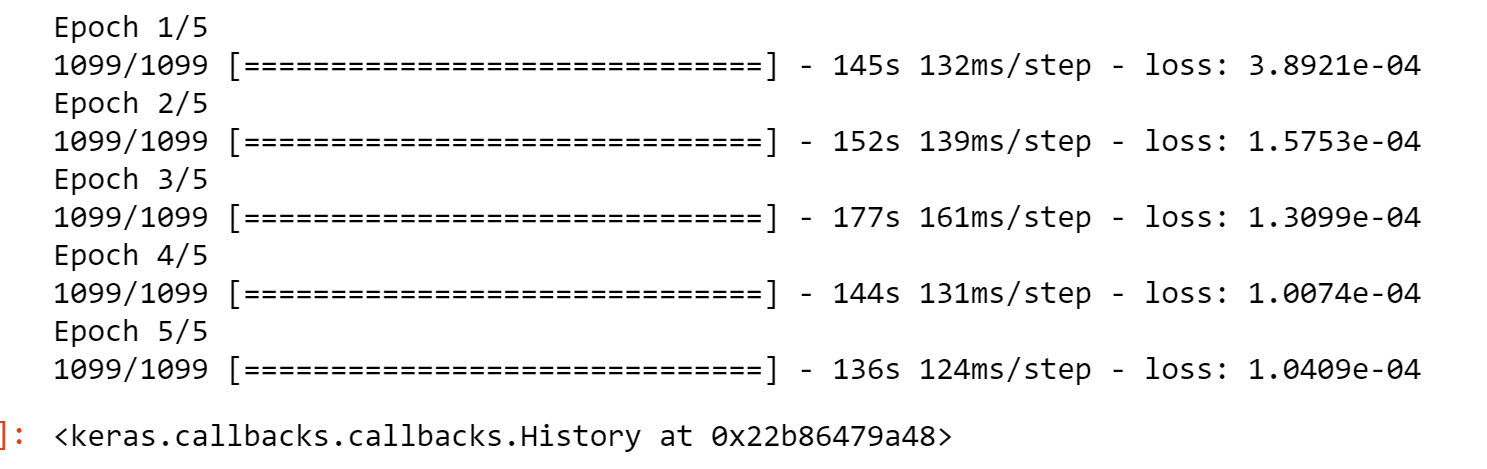 Epoch 1/5
1099/1099 [==============================] - 145s 132ms/step - loss: 3.8921e-04
Epoch 2/5
1099/1099 [==============================] - 152s 139ms/step - loss: 1.5753e-04
Epoch 3/5
1099/1099 [==============================] - 177s 161ms/step - loss: 1.3099e-04
Epoch 4/5
1099/1099 [==============================] - 144s 131ms/step - loss: 1.0074e-04
Epoch 5/5
1099/1099 [==============================] - 136s 124ms/step - loss: 1.0409e-04
]: <keras.callbacks.callbacks.History at 0x22b86479a48>